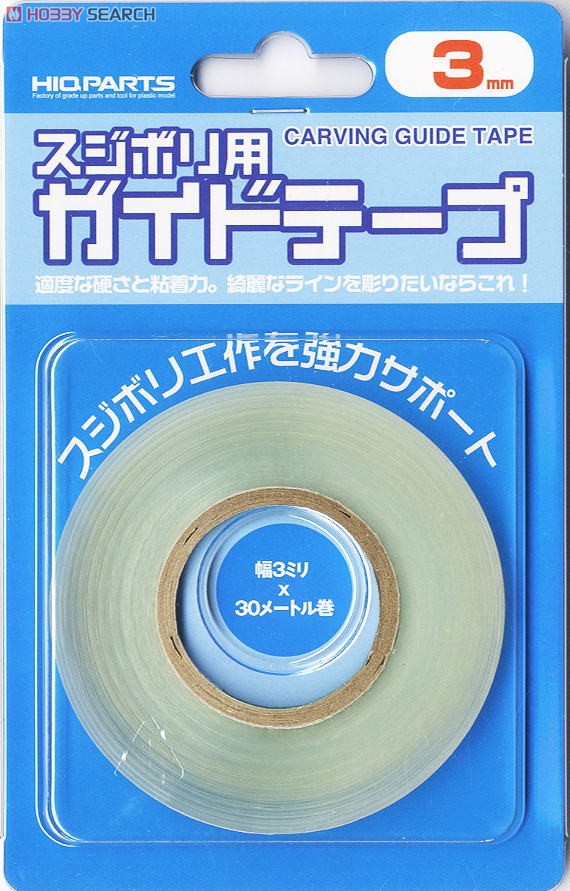 HOBBY SEARCH
HIQPARTS
Factory of grade up parts and tool for plastic model
3mm
スジボリ用
CARVING GUIDE TAPE
ガイドテープ
適度な硬さと粘着力。綺麗なラインを彫りたいならこれ！
スジボリ工作を強力サポート
幅3ミリ
x
30メートル巻